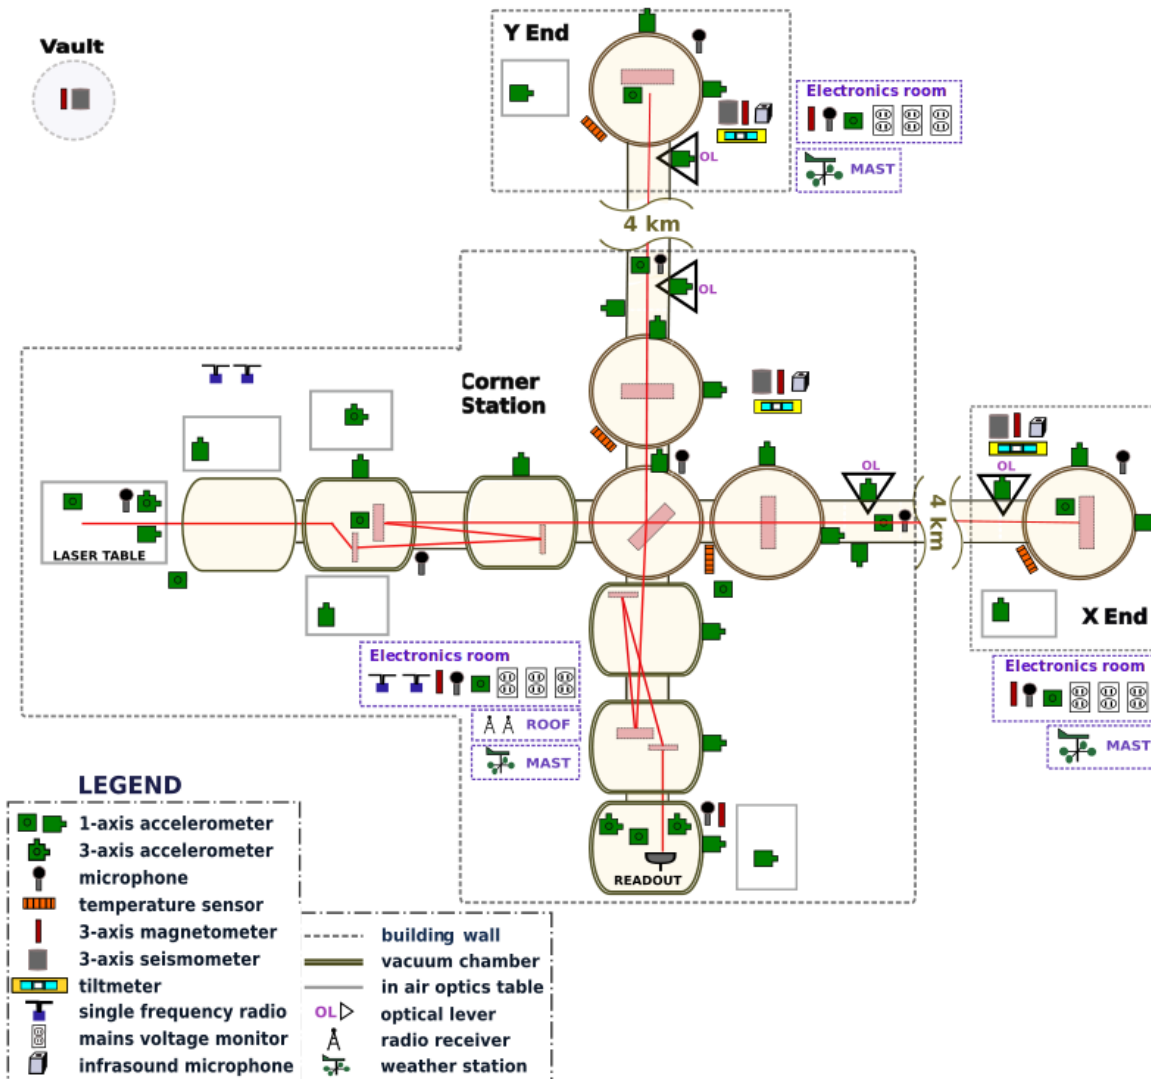 Vault
Y End
Electronics room
MAST
OL
4 km
OL
Corner
Station
OL
OL
4 km
LASER TABLE
X End
Electronics room
ROOF
MAST
Electronics room
MAST
READOUT
LEGEND
1-axis accelerometer
3-axis accelerometer
microphone
temperature sensor
3-axis magnetometer
3-axis seismometer
tiltmeter
single frequency radio
mains voltage monitor
infrasound microphone
building wall
vacuum chamber
in air optics table
OL optical lever
radio receiver
weather station